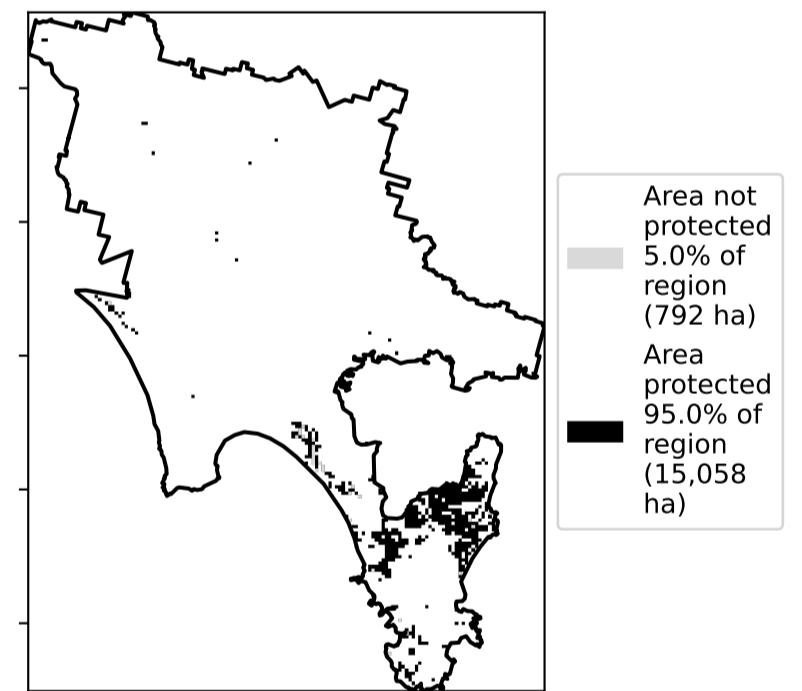 Area not
protected
5.0% of
region
(792 ha)
Area
protected
95.0% of
region
(15,058
ha)